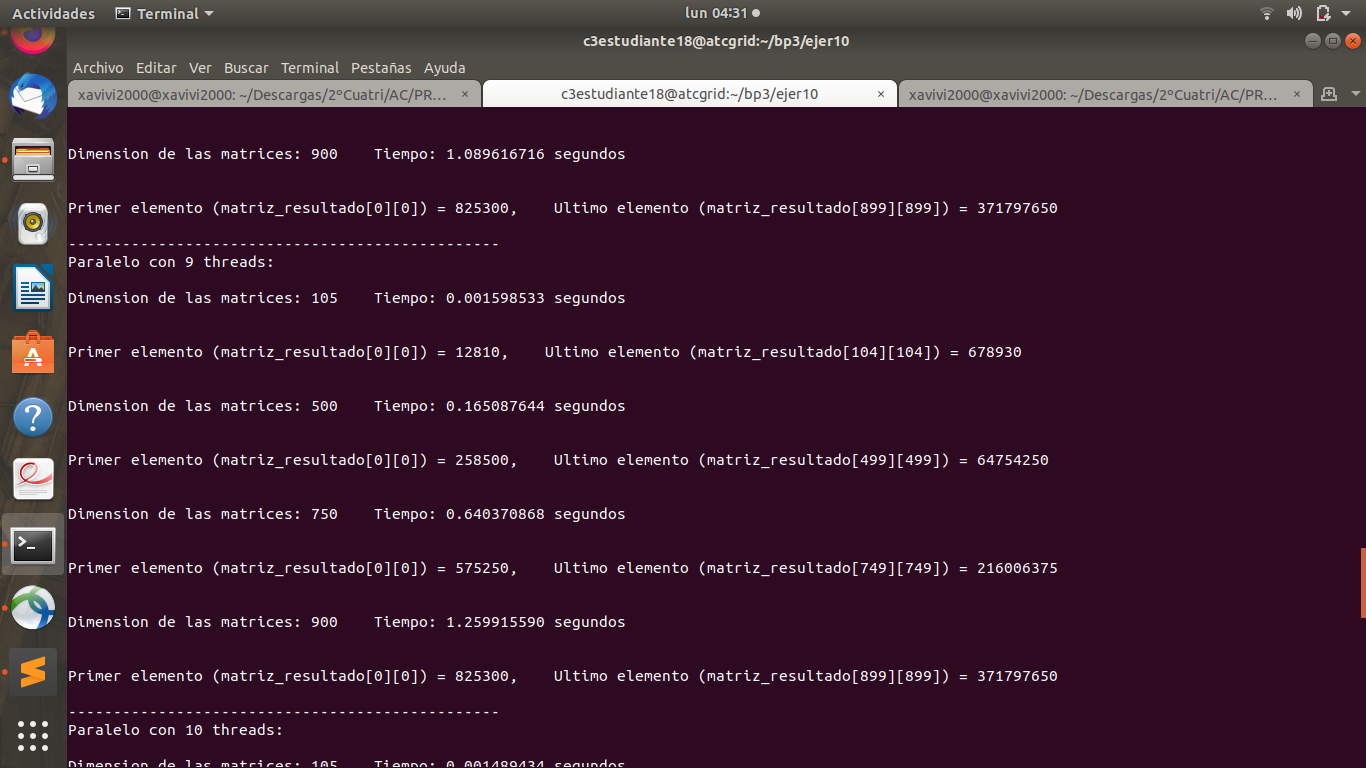 Actividades Terminal lun 04:31
c3estudiante18@atcgrid:~/bp3/ejer10
Archivo Editar Ver Buscar Terminal Pestañas Ayuda
xavivi2000@xavivi2000: ~/Descargas/2ºCuatri/AC/PR... × c3estudiante18@atcgrid:~/bp3/ejer10 × xavivi2000@xavivi2000: ~/Descargas/2ºCuatri/AC/PR... ×
Dimension de las matrices: 900    Tiempo: 1.089616716 segundos
Primer elemento (matriz_resultado[0][0]) = 825300,    Ultimo elemento (matriz_resultado[899][899]) = 371797650
------------------------------------------------
Paralelo con 9 threads:
Dimension de las matrices: 105    Tiempo: 0.001598533 segundos
Primer elemento (matriz_resultado[0][0]) = 12810,    Ultimo elemento (matriz_resultado[104][104]) = 678930
Dimension de las matrices: 500    Tiempo: 0.165087644 segundos
Primer elemento (matriz_resultado[0][0]) = 258500,    Ultimo elemento (matriz_resultado[499][499]) = 64754250
Dimension de las matrices: 750    Tiempo: 0.640370868 segundos
Primer elemento (matriz_resultado[0][0]) = 575250,    Ultimo elemento (matriz_resultado[749][749]) = 216006375
Dimension de las matrices: 900    Tiempo: 1.259915590 segundos
Primer elemento (matriz_resultado[0][0]) = 825300,    Ultimo elemento (matriz_resultado[899][899]) = 371797650
------------------------------------------------
Paralelo con 10 threads:
Dimension de las matrices: 105    Tiempo: 0.001489434 segundos